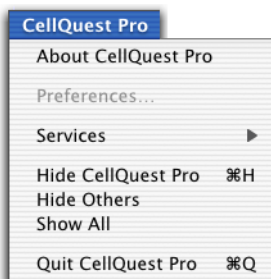 CellQuest Pro
About CellQuest Pro
Preferences...
Services
Hide CellQuest Pro ⌘H
Hide Others
Show All
Quit CellQuest Pro ⌘Q